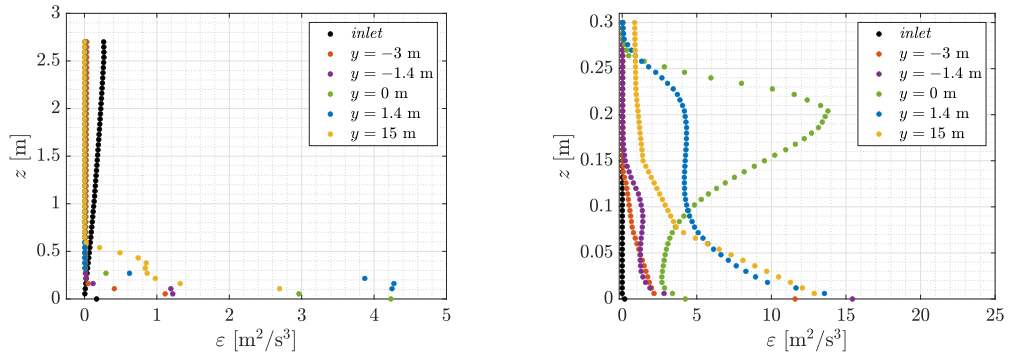 3
2.5
2
1.5
1
0.5
0
z [m]
0 1 2 3 4 5
ε [m²/s³]
inlet
y = −3 m
y = −1.4 m
y = 0 m
y = 1.4 m
y = 15 m
0.3
0.25
0.2
0.15
0.1
0.05
0
z [m]
0 5 10 15 20 25
ε [m²/s³]
inlet
y = −3 m
y = −1.4 m
y = 0 m
y = 1.4 m
y = 15 m